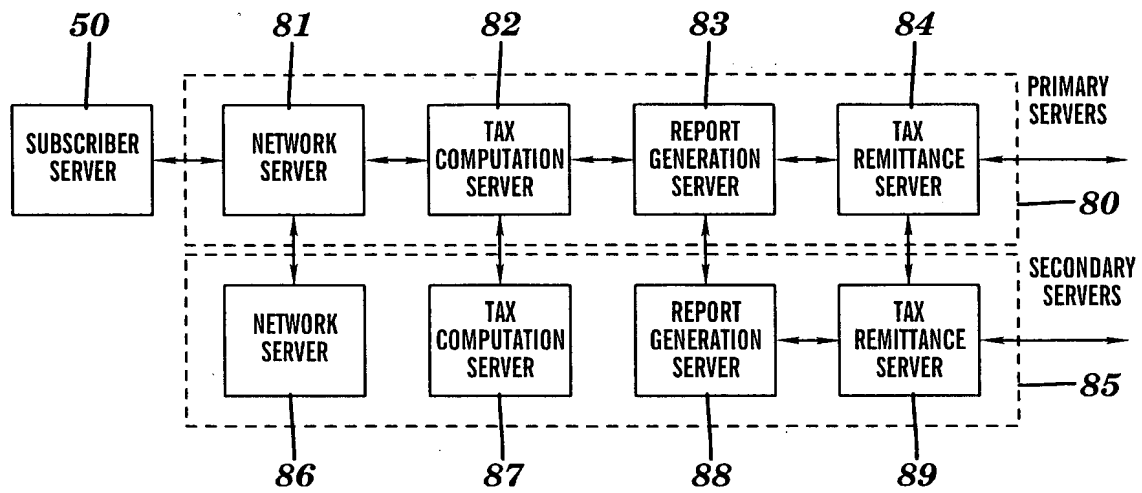 50
81
82
83
84
SUBSCRIBER
SERVER
NETWORK
SERVER
TAX
COMPUTATION
SERVER
REPORT
GENERATION
SERVER
TAX
REMITTANCE
SERVER
PRIMARY
SERVERS
80
NETWORK
SERVER
TAX
COMPUTATION
SERVER
REPORT
GENERATION
SERVER
TAX
REMITTANCE
SERVER
SECONDARY
SERVERS
85
86
87
88
89